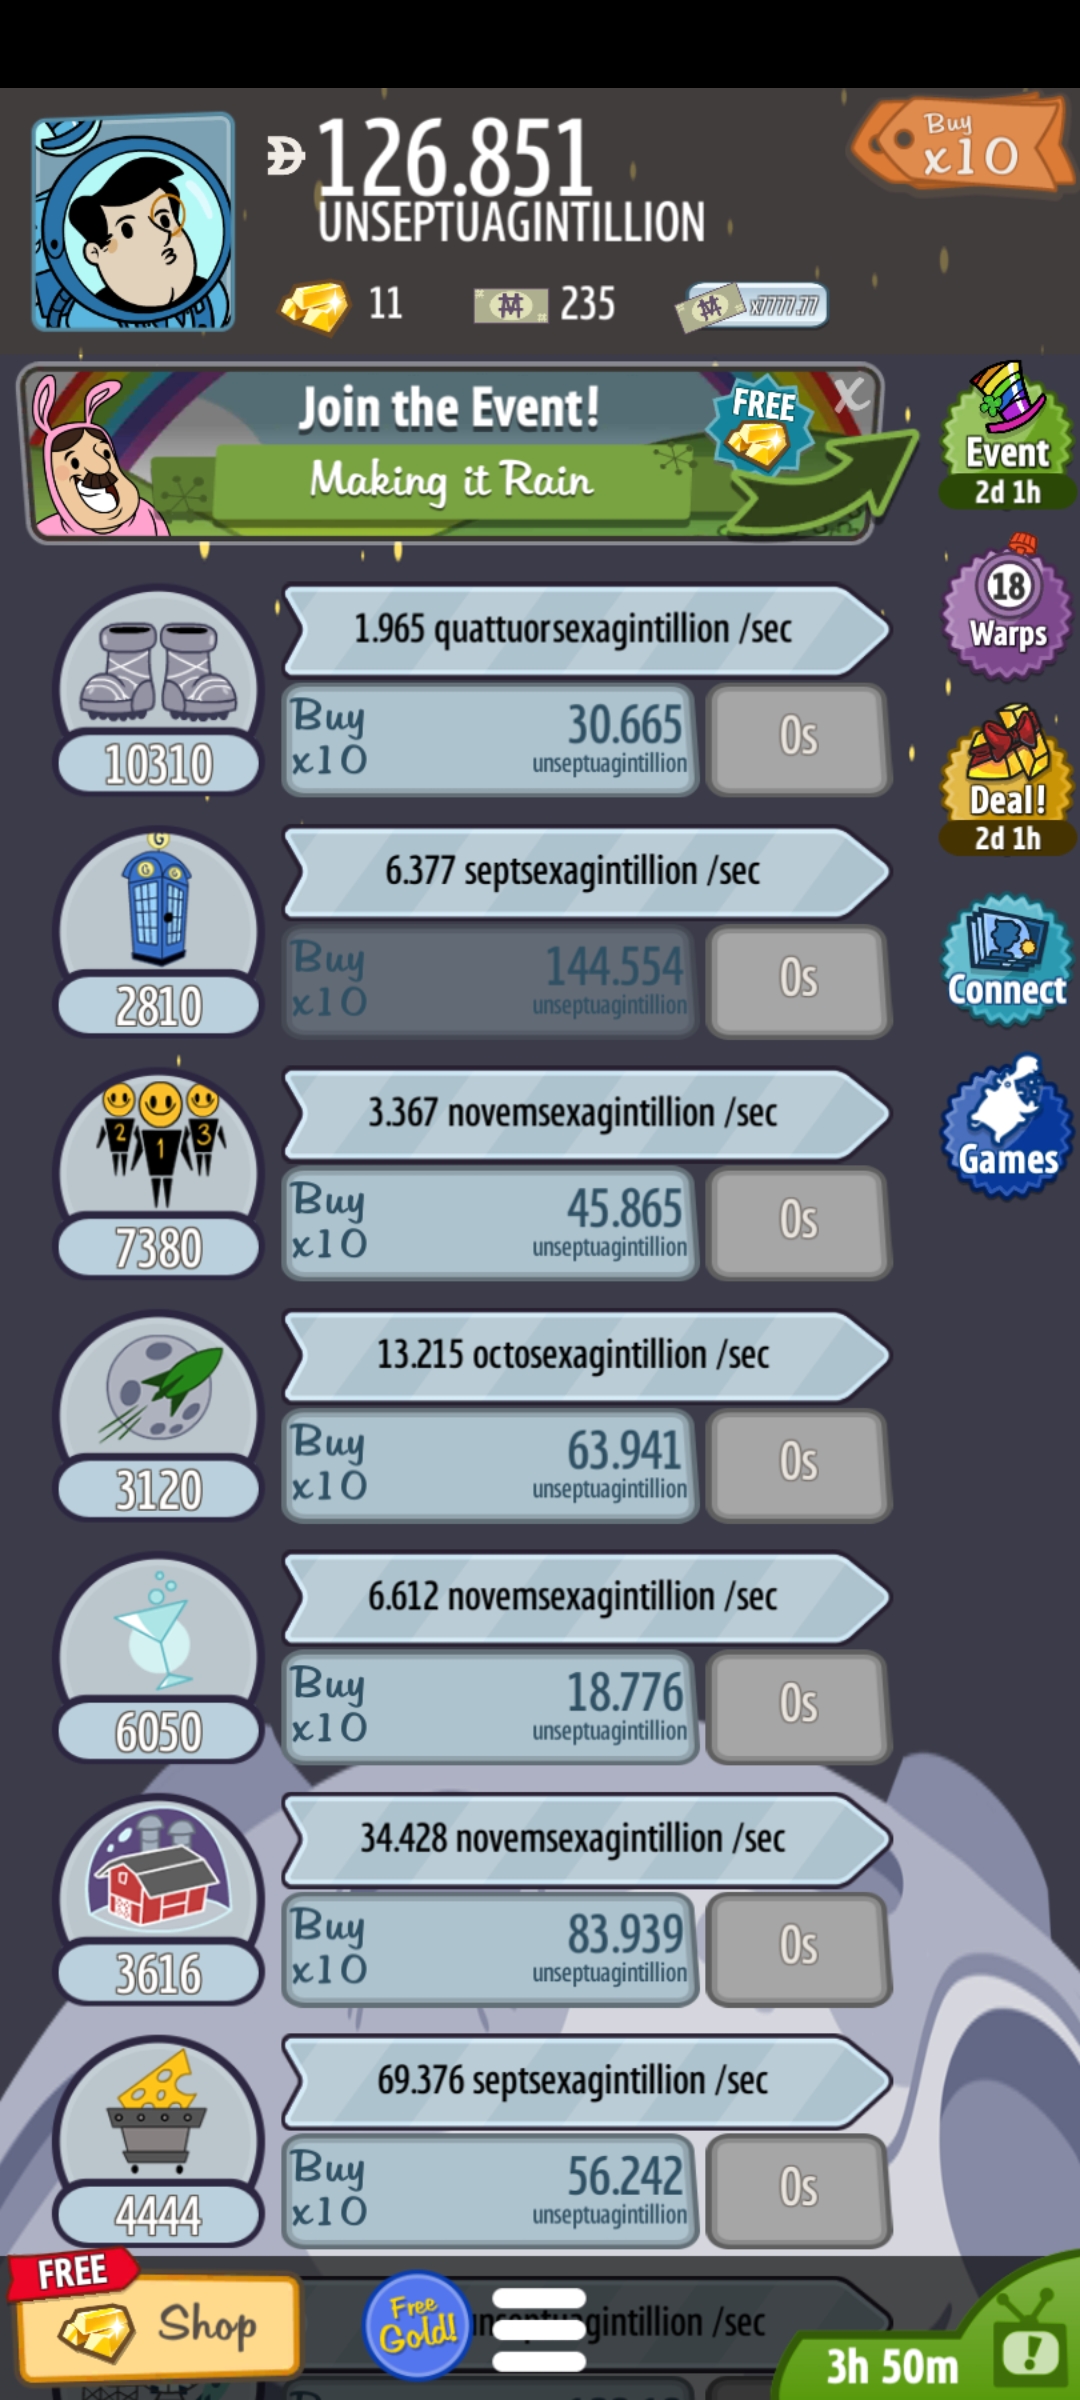 126.851
UNSEPTUAGINTILLION
Buy
x10
11
235
x7777.77
Join the Event!
Making it Rain
FREE
X
Event
2d 1h
1.965 quattuorsexagintillion /sec
Buy
x10
30.665
unseptuagintillion
0s
10310
18
Warps
Deal!
2d 1h
G
G G
6.377 septsexagintillion /sec
Buy
x10
144.554
unseptuagintillion
0s
2810
Connect
2 1 3
3.367 novemsexagintillion /sec
Buy
x10
45.865
unseptuagintillion
0s
7380
Games
13.215 octosexagintillion /sec
Buy
x10
63.941
unseptuagintillion
0s
3120
6.612 novemsexagintillion /sec
Buy
x10
18.776
unseptuagintillion
0s
6050
34.428 novemsexagintillion /sec
Buy
x10
83.939
unseptuagintillion
0s
3616
69.376 septsexagintillion /sec
Buy
x10
56.242
unseptuagintillion
0s
4444
FREE
Shop
Free
Gold!
/sec
3h 50m
!